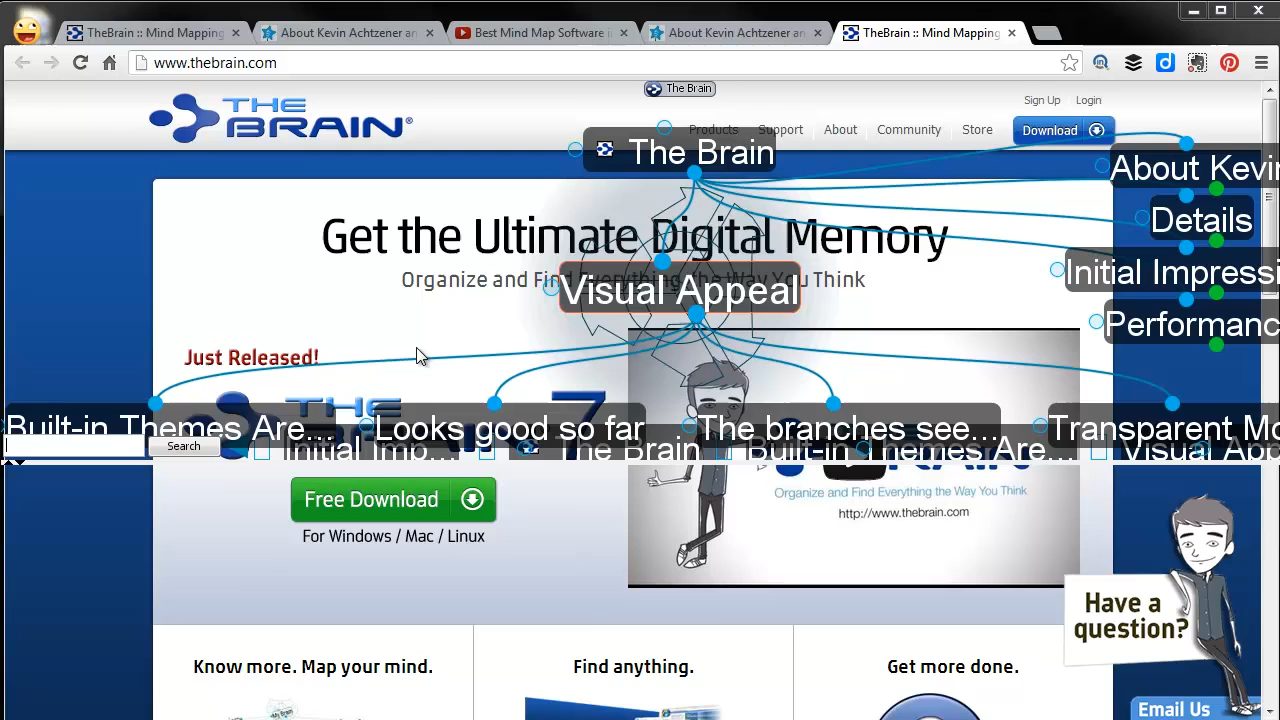 TheBrain :: Mind Mapping
About Kevin Achtzener an
Best Mind Map Software i
About Kevin Achtzener an
TheBrain :: Mind Mapping
www.thebrain.com
The Brain
THE
BRAIN
Sign Up
Login
Products
Support
About
Community
Store
Download
The Brain
About Kevin
Details
Initial Impressi
Performanc
Get the Ultimate Digital Memory
Organize and Find Everything the Way You Think
Visual Appeal
Just Released!
THE
BRAIN
7
Built-in Themes Are...
Looks good so far
The branches see...
Transparent Mo
Search
Initial Imp...
The Brain
Built-in Themes Are...
Visual App
BRAIN
Organize and Find Everything the Way You Think
http://www.thebrain.com
Free Download
For Windows / Mac / Linux
Have a
question?
Know more. Map your mind.
Find anything.
Get more done.
Email Us